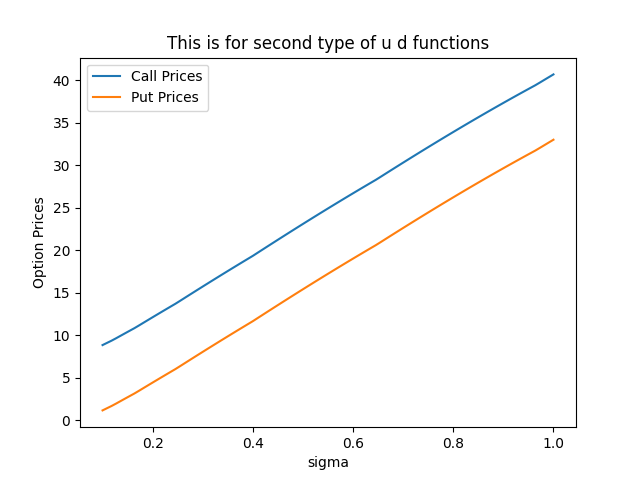 This is for second type of u d functions
Call Prices
Put Prices
Option Prices
40
35
30
25
20
15
10
5
0
0.2
0.4
0.6
0.8
1.0
sigma